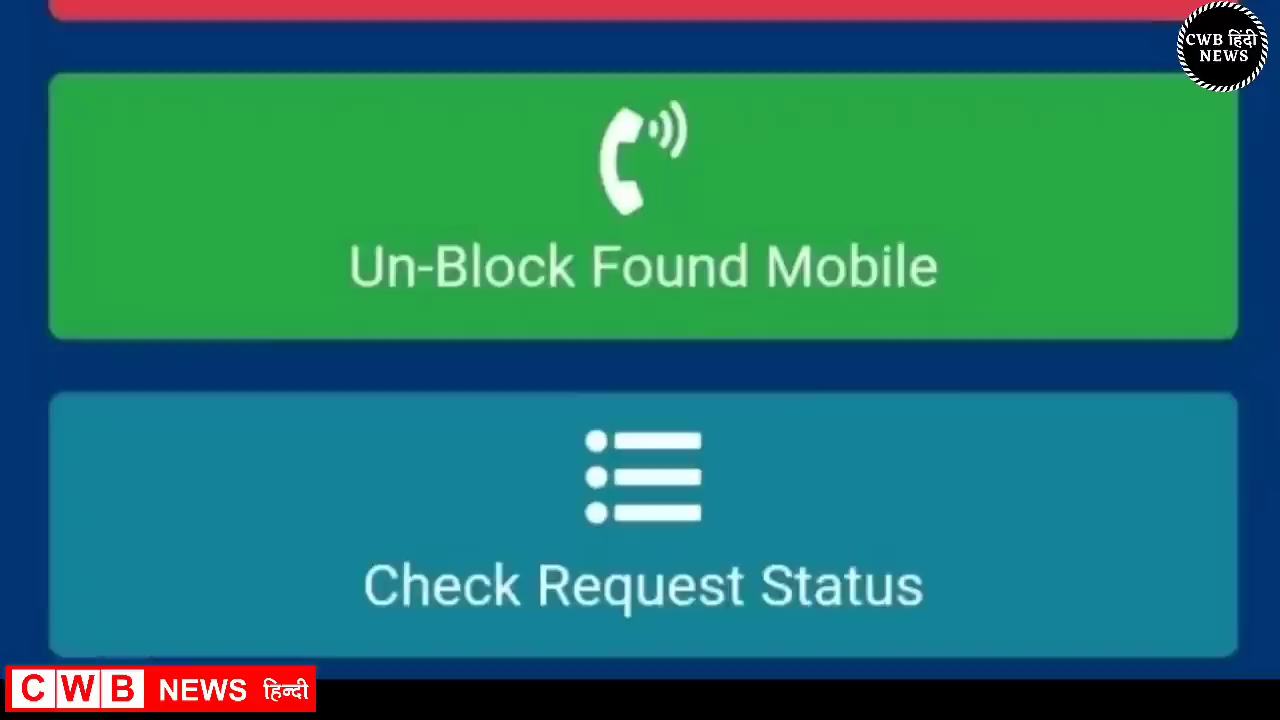 CWB हिंदी
NEWS
Un-Block Found Mobile
Check Request Status
CWB NEWS हिन्दी